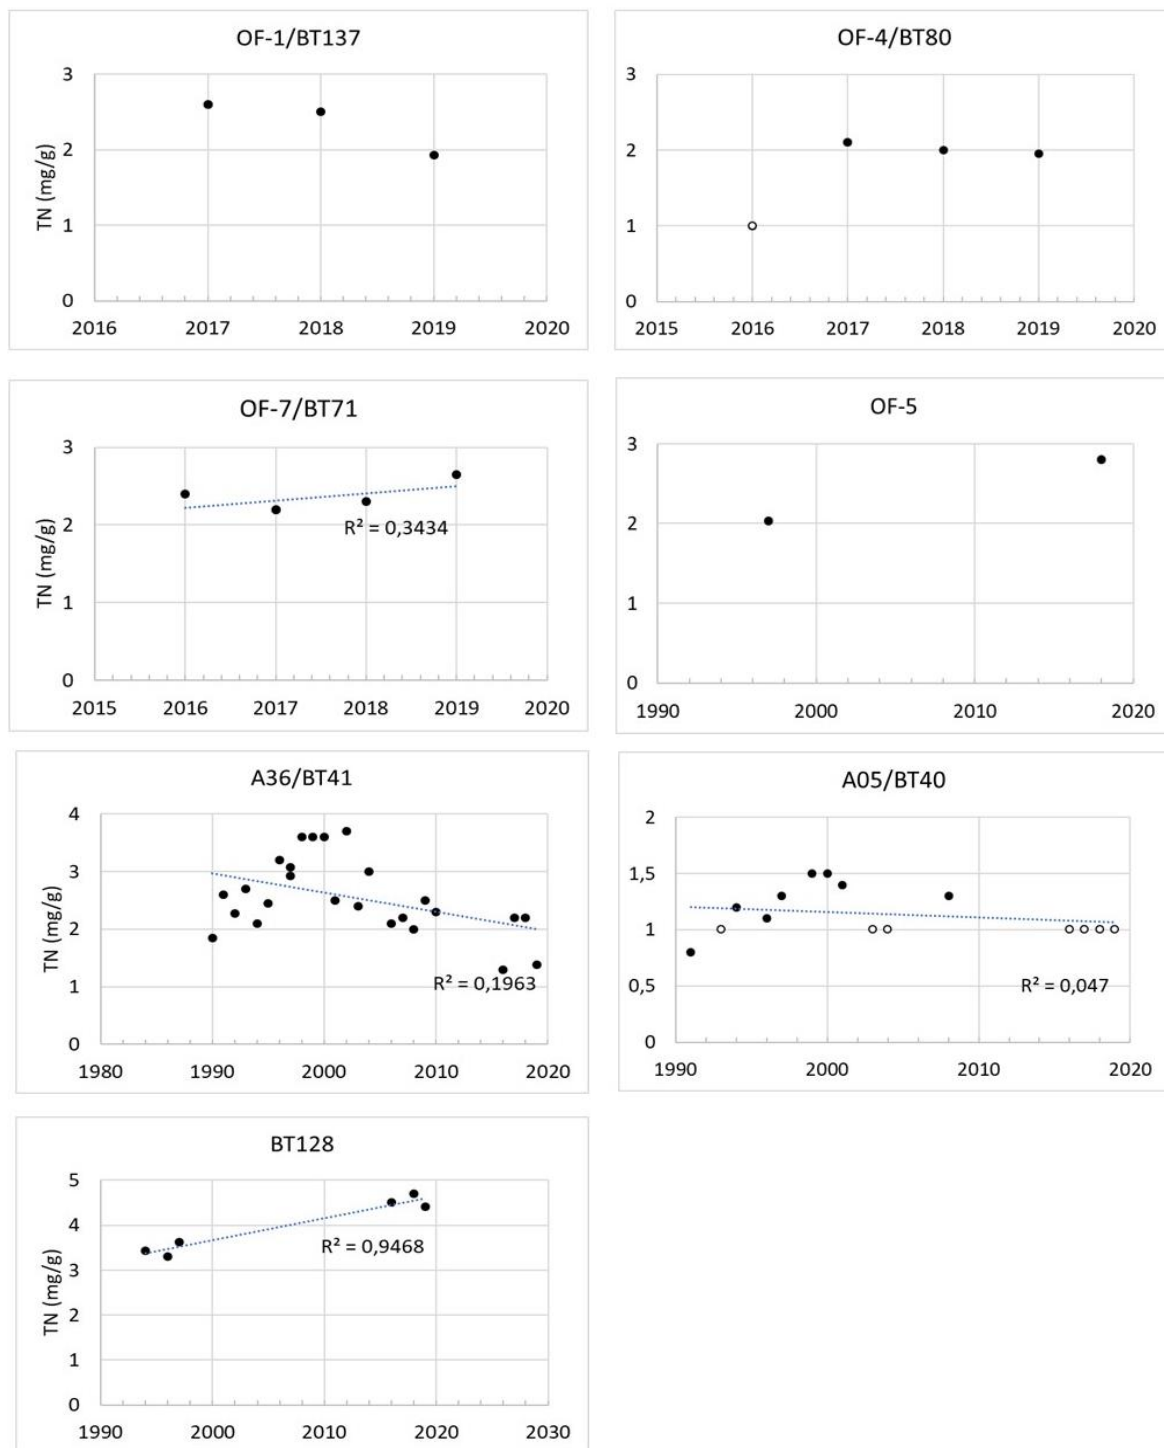 OF-1/BT137
TN (mg/g)
3
2
1
0
2016 2017 2018 2019 2020
OF-4/BT80
3
2
1
0
2015 2016 2017 2018 2019 2020
OF-7/BT71
TN (mg/g)
3
2
1
0
R² = 0,3434
2015 2016 2017 2018 2019 2020
OF-5
3
2
1
0
1990 2000 2010 2020
A36/BT41
TN (mg/g)
4
3
2
1
0
R² = 0,1963
1980 1990 2000 2010 2020
A05/BT40
2
1,5
1
0,5
0
R² = 0,047
1990 2000 2010 2020
BT128
TN (mg/g)
5
4
3
2
1
0
R² = 0,9468
1990 2000 2010 2020 2030